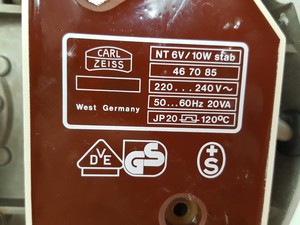 CARL
ZEISS
West Germany
NT 6V/10W stab
46 70 85
220...240V~
50...60Hz 20VA
JP20 120°C
VDE
GS
+S